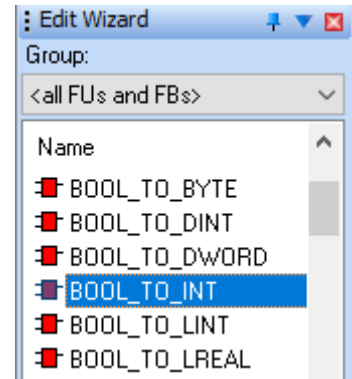 Edit Wizard
Group:
<all FUs and FBs>
Name
BOOL_TO_BYTE
BOOL_TO_DINT
BOOL_TO_DWORD
BOOL_TO_INT
BOOL_TO_LINT
BOOL_TO_LREAL